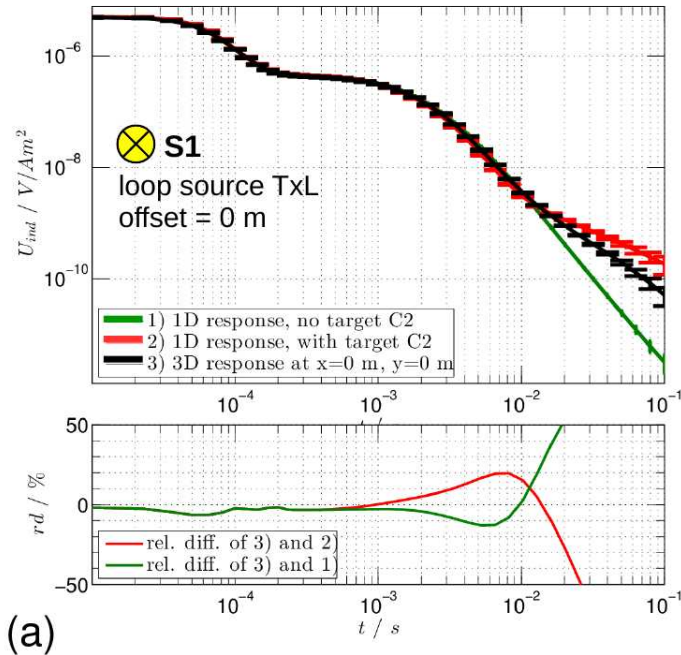 10⁻⁶
10⁻⁸
10⁻¹⁰
U_ind / V/Am²
S1
loop source TxL
offset = 0 m
1) 1D response, no target C2
2) 1D response, with target C2
3) 3D response at x=0 m, y=0 m
10⁻⁴ 10⁻³ 10⁻² 10⁻¹
50
0
−50
rd / %
rel. diff. of 3) and 2)
rel. diff. of 3) and 1)
10⁻⁴ 10⁻³ 10⁻² 10⁻¹
t / s
(a)